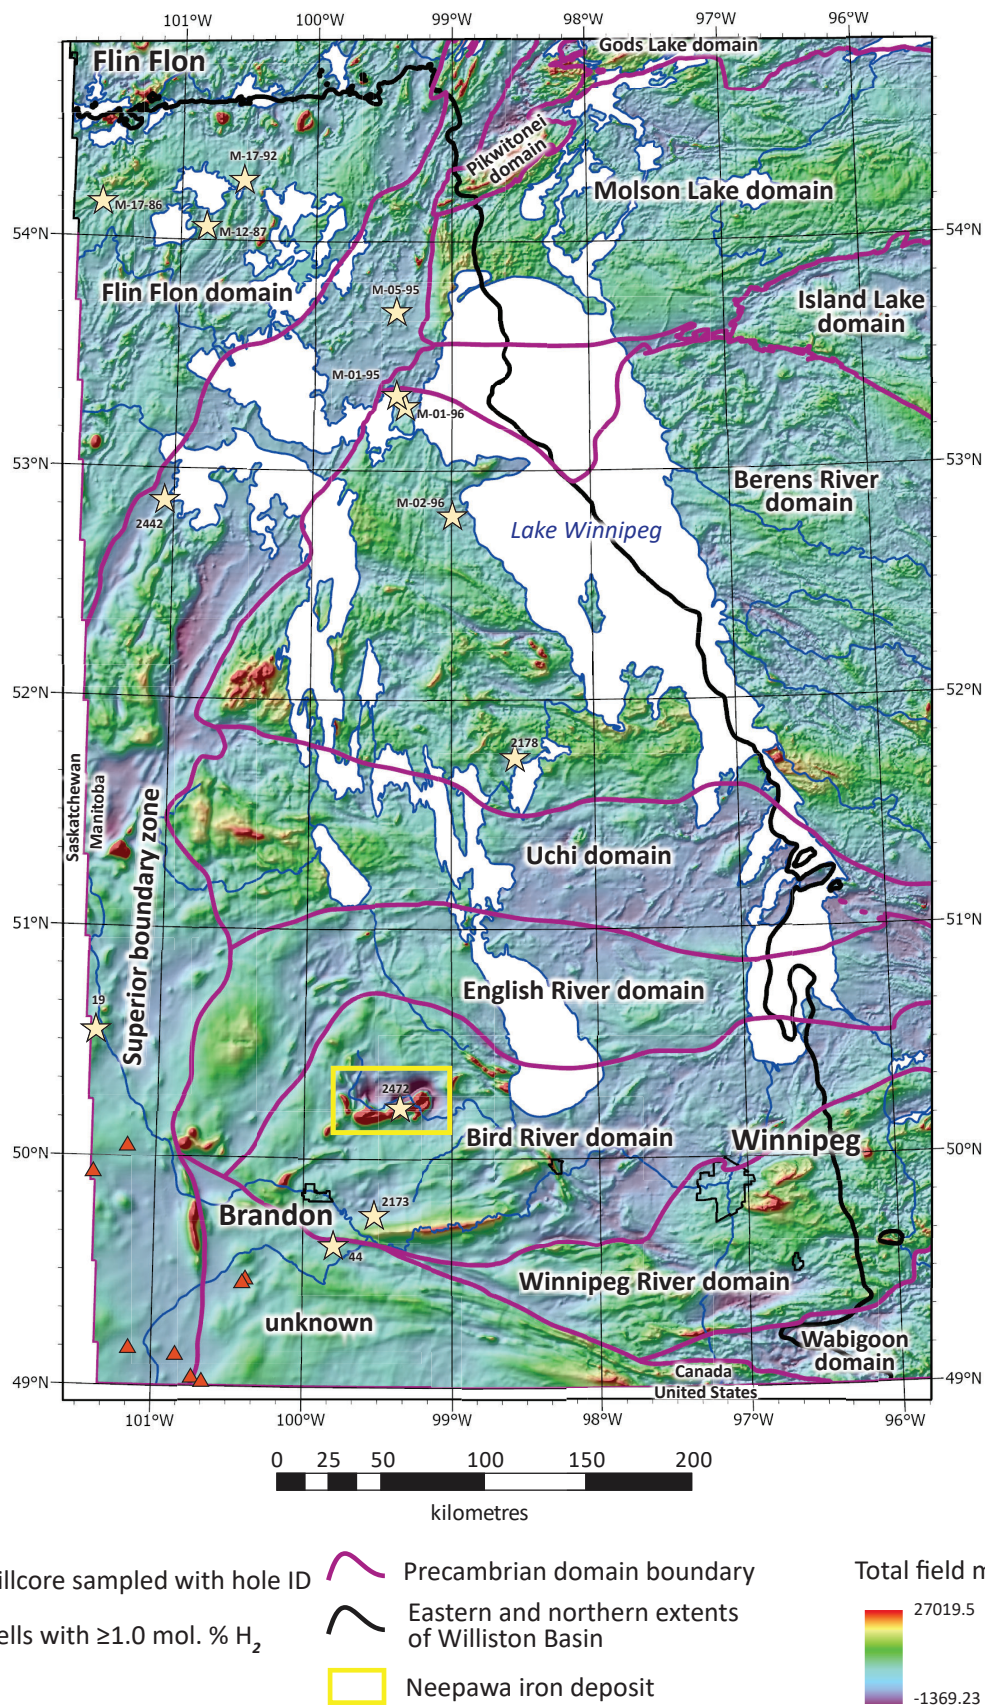 101°W
100°W
99°W
98°W
97°W
96°W
Gods Lake domain
Flin Flon
Pikwitonei
domain
M-17-92
Molson Lake domain
M-17-86
M-12-87
54°N
54°N
Flin Flon domain
M-05-95
Island Lake
domain
M-01-95
M-01-96
53°N
53°N
Berens River
domain
2442
M-02-96
Lake Winnipeg
52°N
52°N
2178
Saskatchewan
Manitoba
Superior boundary zone
Uchi domain
51°N
51°N
English River domain
19
2472
Bird River domain
Winnipeg
50°N
50°N
Brandon
2173
44
Winnipeg River domain
unknown
Wabigoon
domain
Canada
United States
49°N
49°N
101°W
100°W
99°W
98°W
97°W
96°W
0
25
50
100
150
200
kilometres
illcore sampled with hole ID
Precambrian domain boundary
Total field m
Eastern and northern extents
of Williston Basin
27019.5
ells with ≥1.0 mol. % H₂
Neepawa iron deposit
-1369.23